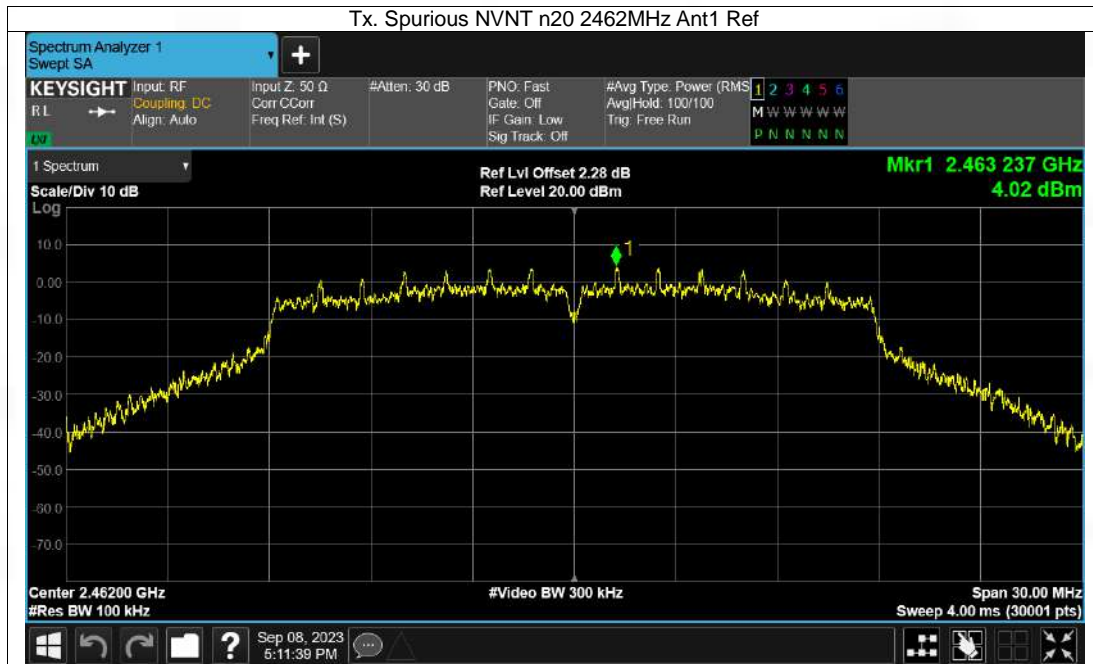 Tx. Spurious NVNT n20 2462MHz Ant1 Ref
Spectrum Analyzer 1
Swept SA
+
KEYSIGHT
RL
LXI
Input: RF
Coupling: DC
Align: Auto
Input Z: 50 Ω
Corr CCorr
Freq Ref: Int (S)
#Atten: 30 dB
PNO: Fast
Gate: Off
IF Gain: Low
Sig Track: Off
#Avg Type: Power (RMS
Avg|Hold: 100/100
Trig: Free Run
1 2 3 4 5 6
M W W W W W
P N N N N N
1 Spectrum
Scale/Div 10 dB
Log
Ref Lvl Offset 2.28 dB
Ref Level 20.00 dBm
Mkr1 2.463 237 GHz
4.02 dBm
1
10.0
0.00
-10.0
-20.0
-30.0
-40.0
-50.0
-60.0
-70.0
Center 2.46200 GHz
#Res BW 100 kHz
#Video BW 300 kHz
Span 30.00 MHz
Sweep 4.00 ms (30001 pts)
?
Sep 08, 2023
5:11:39 PM